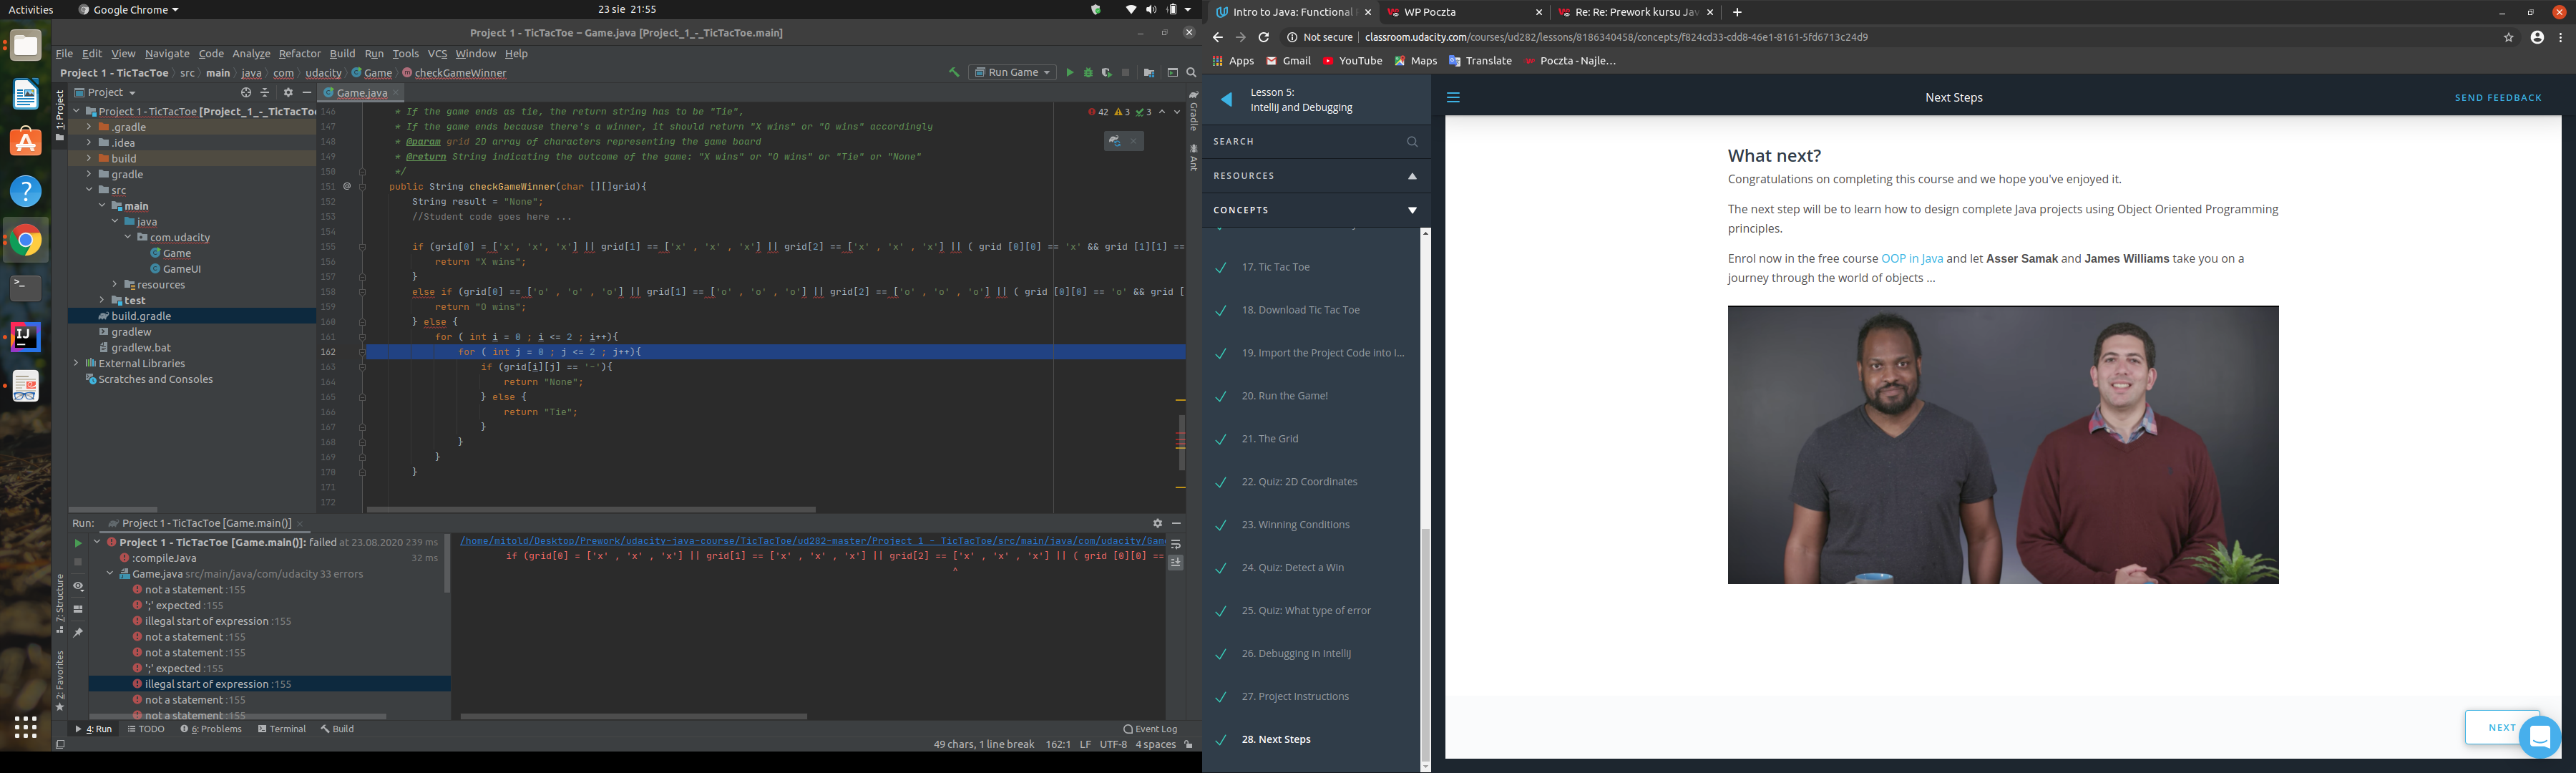 Activities
Google Chrome
23 sie 21:55
Project 1 - TicTacToe – Game.java [Project_1_-_TicTacToe.main]
File Edit View Navigate Code Analyze Refactor Build Run Tools VCS Window Help
Project 1 - TicTacToe src main java com udacity Game checkGameWinner
Run Game
Project
Game.java
1: Project
Project 1 - TicTacToe [Project_1_-_TicTacToe
.gradle
.idea
build
gradle
src
main
java
com.udacity
Game
GameUI
resources
test
build.gradle
gradlew
gradlew.bat
External Libraries
Scratches and Consoles
42 3 3
Gradle
Ant
146 * If the game ends as tie, the return string has to be "Tie",
147 * If the game ends because there's a winner, it should return "X wins" or "O wins" accordingly
148 * @param grid 2D array of characters representing the game board
149 * @return String indicating the outcome of the game: "X wins" or "O wins" or "Tie" or "None"
150 */
151 @ public String checkGameWinner(char [][]grid){
152 String result = "None";
153 //Student code goes here ...
154
155 if (grid[0] = ['x', 'x', 'x'] || grid[1] == ['x' , 'x' , 'x'] || grid[2] == ['x' , 'x' , 'x'] || ( grid [0][0] == 'x' && grid [1][1] ==
156 return "X wins";
157 }
158 else if (grid[0] == ['o' , 'o' , 'o'] || grid[1] == ['o' , 'o' , 'o'] || grid[2] == ['o' , 'o' , 'o'] || ( grid [0][0] == 'o' && grid [
159 return "O wins";
160 } else {
161 for ( int i = 0 ; i <= 2 ; i++){
162 for ( int j = 0 ; j <= 2 ; j++){
163 if (grid[i][j] == '-'){
164 return "None";
165 } else {
166 return "Tie";
167 }
168 }
169 }
170 }
171
172
Run: Project 1 - TicTacToe [Game.main()]
Project 1 - TicTacToe [Game.main()]: failed at 23.08.2020 239 ms
:compileJava 32 ms
Game.java src/main/java/com/udacity 33 errors
not a statement :155
';' expected :155
illegal start of expression :155
not a statement :155
not a statement :155
';' expected :155
illegal start of expression :155
not a statement :155
not a statement :155
/home/mitold/Desktop/Prework/udacity-java-course/TicTacToe/ud282-master/Project 1 - TicTacToe/src/main/java/com/udacity/Gam
if (grid[0] = ['x' , 'x' , 'x'] || grid[1] == ['x' , 'x' , 'x'] || grid[2] == ['x' , 'x' , 'x'] || ( grid [0][0] ==
^
7: Structure
2: Favorites
4: Run TODO 6: Problems Terminal Build
Event Log
49 chars, 1 line break 162:1 LF UTF-8 4 spaces
Intro to Java: Functional
WP Poczta
Re: Re: Prework kursu Jav
Not secure | classroom.udacity.com/courses/ud282/lessons/8186340458/concepts/f824cd33-cdd8-46e1-8161-5fd6713c24d9
Apps Gmail YouTube Maps Translate Poczta - Najle...
Lesson 5:
IntelliJ and Debugging
SEARCH
RESOURCES
CONCEPTS
17. Tic Tac Toe
18. Download Tic Tac Toe
19. Import the Project Code into I...
20. Run the Game!
21. The Grid
22. Quiz: 2D Coordinates
23. Winning Conditions
24. Quiz: Detect a Win
25. Quiz: What type of error
26. Debugging in IntelliJ
27. Project Instructions
28. Next Steps
Next Steps
SEND FEEDBACK
What next?
Congratulations on completing this course and we hope you've enjoyed it.
The next step will be to learn how to design complete Java projects using Object Oriented Programming
principles.
Enrol now in the free course OOP in Java and let Asser Samak and James Williams take you on a
journey through the world of objects ...
NEXT